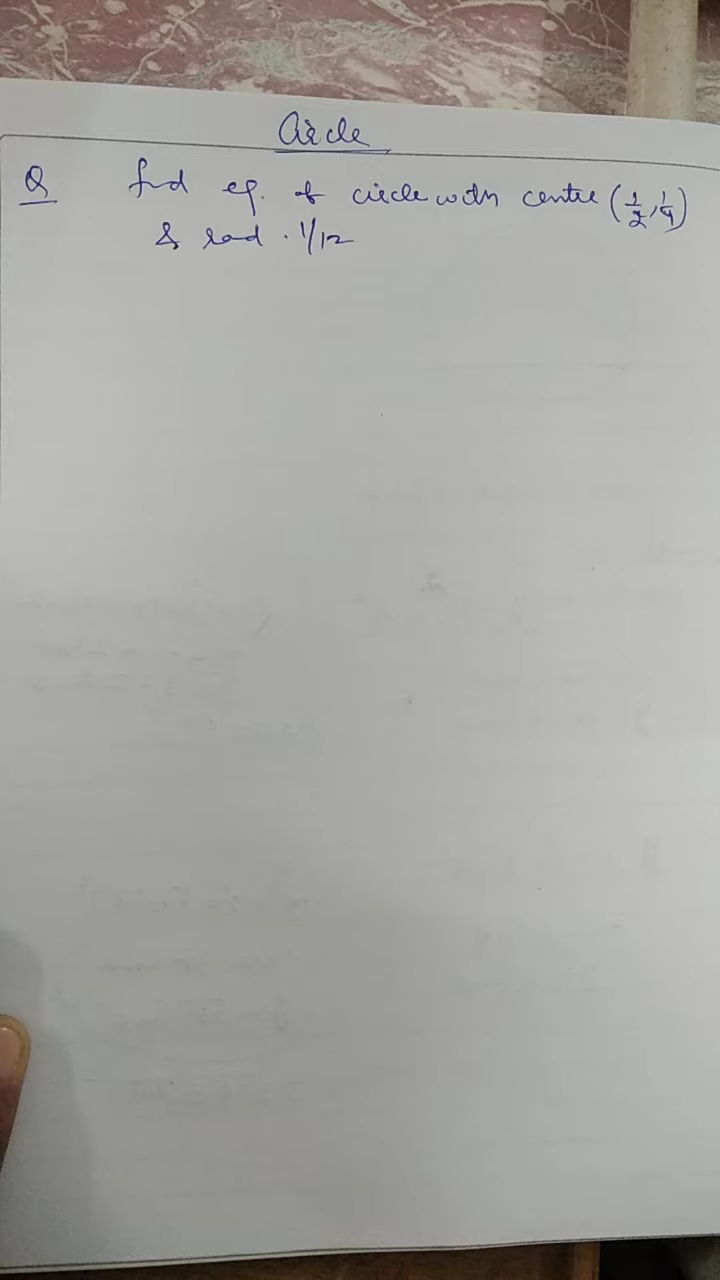 Circle
Q find eq. of circle with centre (1/2, 1/4)
& rad. 1/12